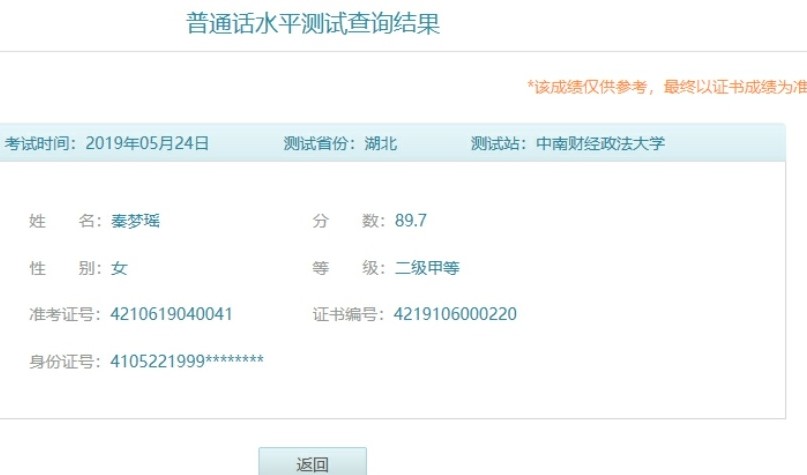 普通话水平测试查询结果
*该成绩仅供参考，最终以证书成绩为准
考试时间：2019年05月24日 测试省份：湖北 测试站：中南财经政法大学
姓 名：秦梦瑶 分 数：89.7
性 别：女 等 级：二级甲等
准考证号：4210619040041 证书编号：4219106000220
身份证号：4105221999********
返回